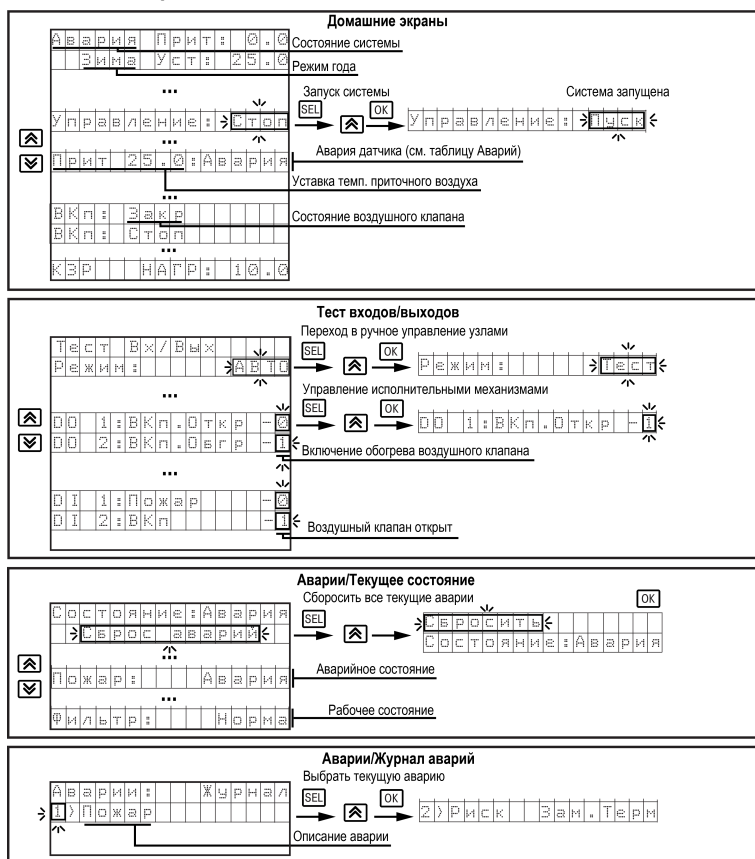 Домашние экраны
Авария Прит: 0.0
Состояние системы
Зима Уст: 25.0
Режим года
...
Запуск системы
Система запущена
Управление: Стоп
SEL
OK
Управление: Пуск
...
Авария датчика (см. таблицу Аварий)
Прит 25.0:Авария
Уставка темп. приточного воздуха
ВКп: Закр
Состояние воздушного клапана
ВКп: Стоп
...
КЗР НАГР: 10.0
Тест входов/выходов
Переход в ручное управление узлами
Тест Вх/Вых
Режим: АВТО
SEL
OK
Режим: Тест
...
Управление исполнительными механизмами
DO 1:ВКп.Откр -0
SEL
OK
DO 1:ВКп.Откр -1
DO 2:ВКп.Обгр -1
Включение обогрева воздушного клапана
...
DI 1:Пожар -0
DI 2:ВКп -1
Воздушный клапан открыт
Аварии/Текущее состояние
Сбросить все текущие аварии
Состояние:Авария
Сброс аварий
SEL
OK
Сбросить
Состояние:Авария
...
Пожар: Авария
Аварийное состояние
...
Рабочее состояние
Фильтр: Норма
Аварии/Журнал аварий
Выбрать текущую аварию
Аварии: Журнал
1)Пожар
SEL
OK
2)Риск Зам.Терм
Описание аварии